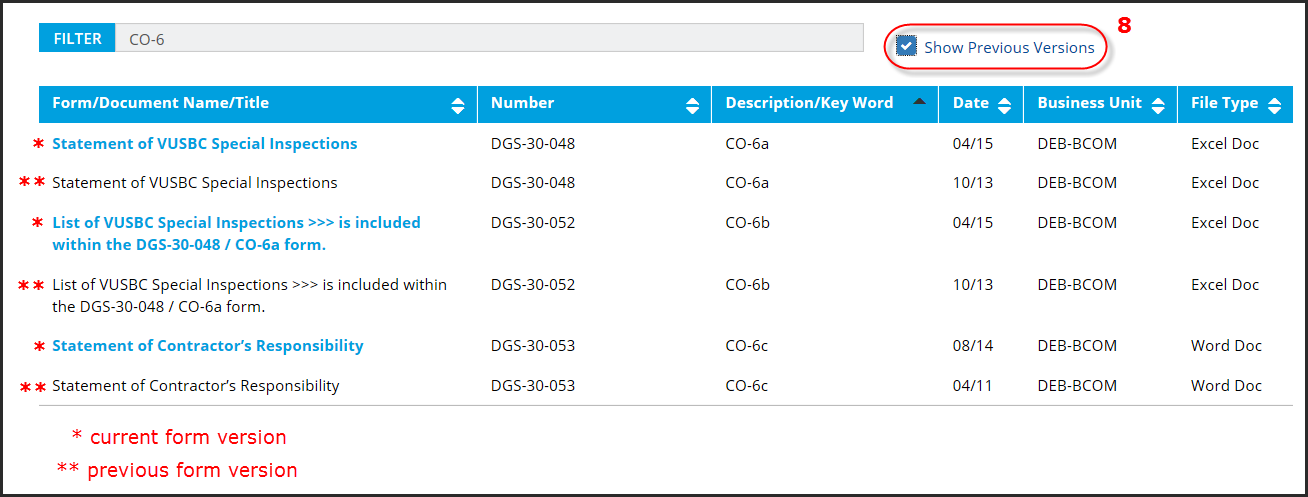 FILTER CO-6 Show Previous Versions 8
Form/Document Name/Title Number Description/Key Word Date Business Unit File Type
* Statement of VUSBC Special Inspections DGS-30-048 CO-6a 04/15 DEB-BCOM Excel Doc
** Statement of VUSBC Special Inspections DGS-30-048 CO-6a 10/13 DEB-BCOM Excel Doc
* List of VUSBC Special Inspections >>> is included DGS-30-052 CO-6b 04/15 DEB-BCOM Excel Doc
within the DGS-30-048 / CO-6a form.
** List of VUSBC Special Inspections >>> is included within DGS-30-052 CO-6b 10/13 DEB-BCOM Excel Doc
the DGS-30-048 / CO-6a form.
* Statement of Contractor’s Responsibility DGS-30-053 CO-6c 08/14 DEB-BCOM Word Doc
** Statement of Contractor’s Responsibility DGS-30-053 CO-6c 04/11 DEB-BCOM Word Doc
* current form version
** previous form version